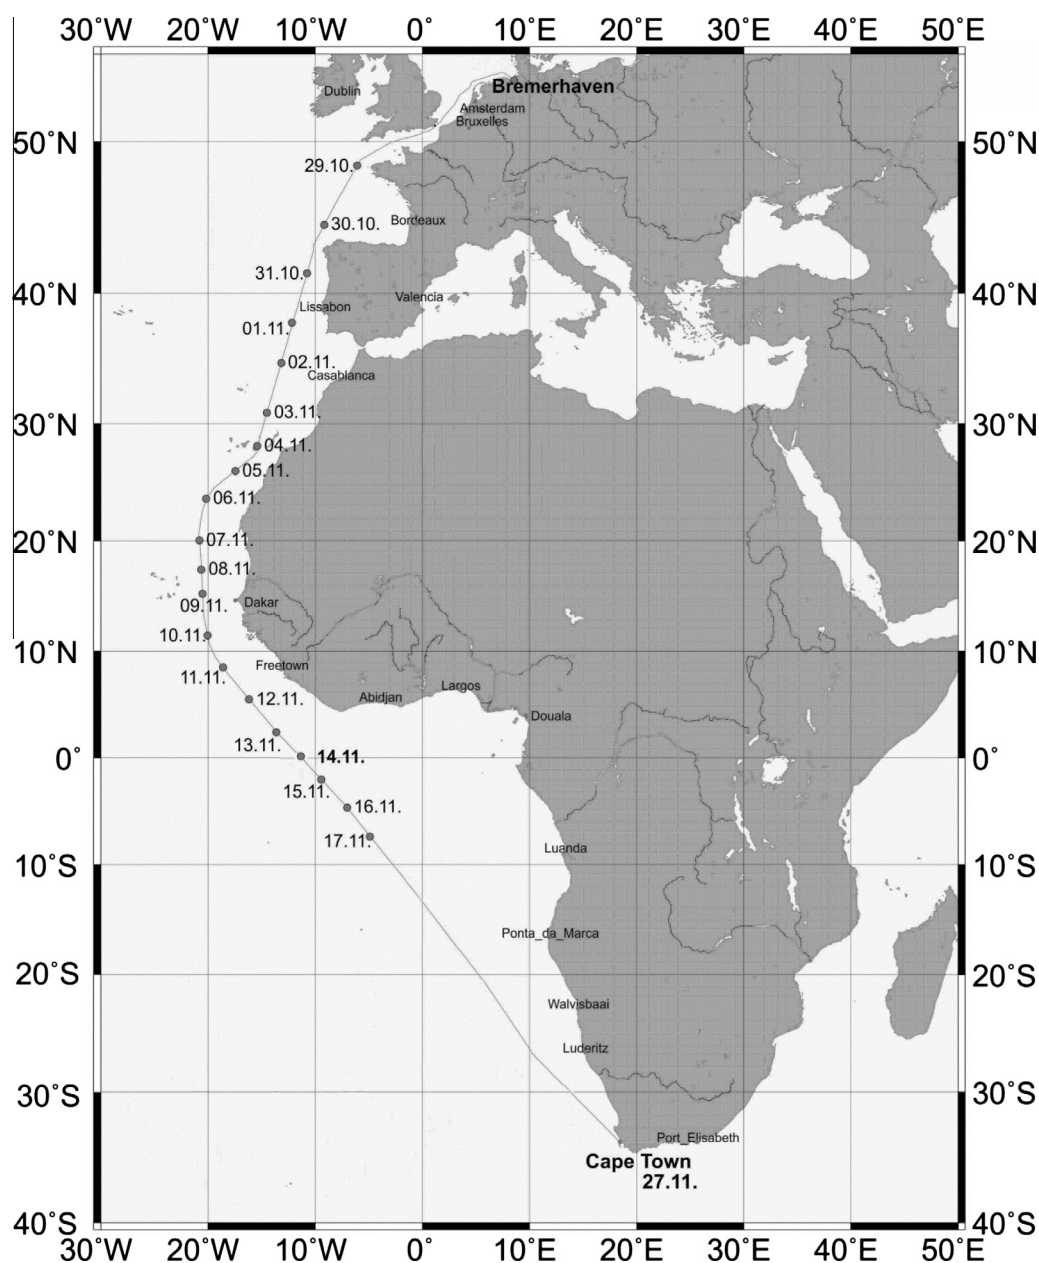 30˚W 20˚W 10˚W 0˚ 10˚E 20˚E 30˚E 40˚E 50˚E
Bremerhaven
Dublin
Amsterdam
Bruxelles
50˚N 50˚N
29.10.
Bordeaux
30.10.
31.10.
40˚N 40˚N
Valencia
Lissabon
01.11.
02.11.
Casablanca
03.11.
30˚N 30˚N
04.11.
05.11.
06.11.
20˚N 07.11. 20˚N
08.11.
09.11. Dakar
10.11.
10˚N 10˚N
11.11. Freetown
12.11. Abidjan Largos
Douala
13.11.
0˚ 14.11. 0˚
15.11.
16.11.
17.11.
Luanda
10˚S 10˚S
Ponta_da_Marca
20˚S 20˚S
Walvisbaai
Luderitz
30˚S 30˚S
Port_Elisabeth
Cape Town
27.11.
40˚S 40˚S
30˚W 20˚W 10˚W 0˚ 10˚E 20˚E 30˚E 40˚E 50˚E